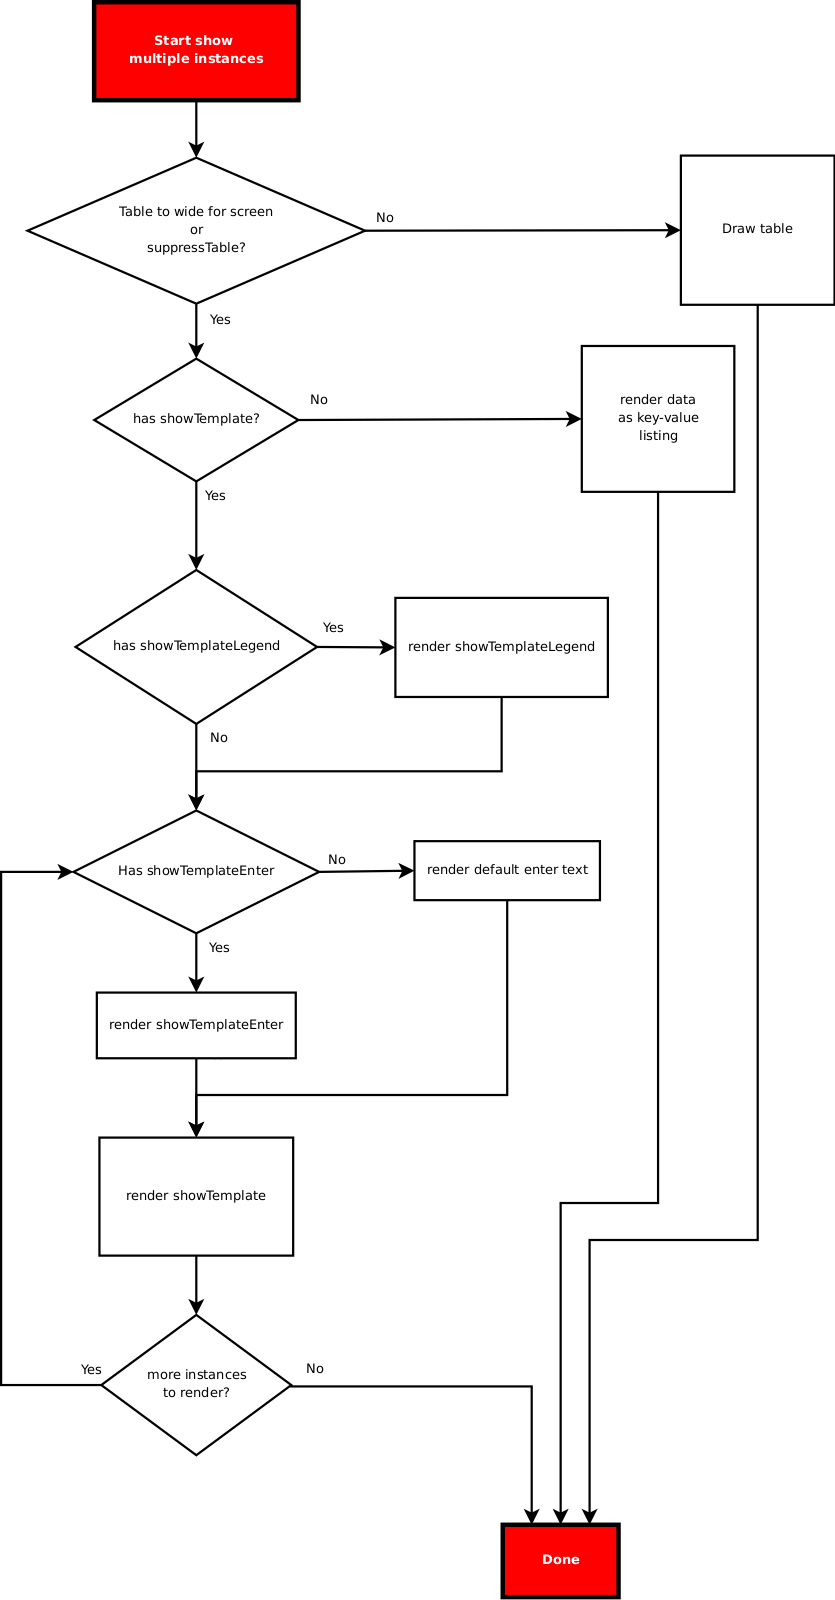 Start show
multiple instances
Table to wide for screen
or
suppressTable?
No
Draw table
Yes
has showTemplate?
No
render data
as key-value
listing
Yes
has showTemplateLegend
Yes
render showTemplateLegend
No
Has showTemplateEnter
No
render default enter text
Yes
render showTemplateEnter
render showTemplate
more instances
to render?
Yes
No
Done